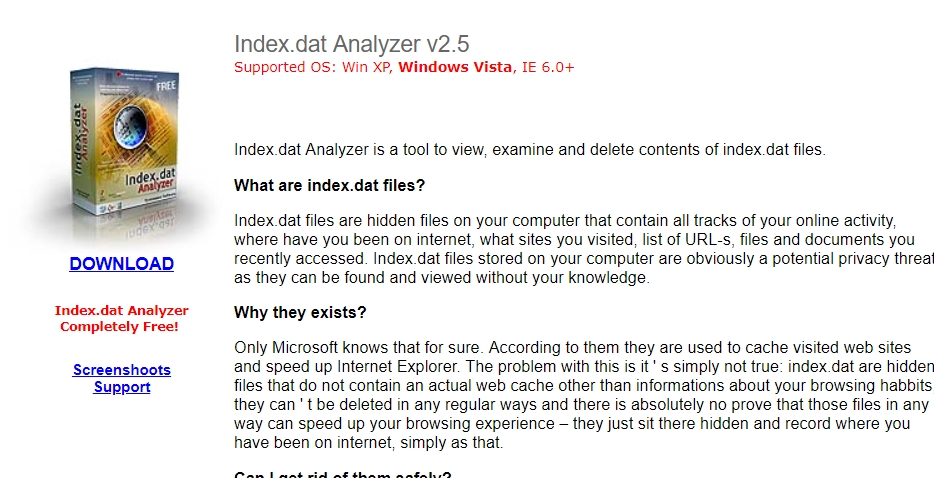 Index.dat Analyzer v2.5
Supported OS: Win XP, Windows Vista, IE 6.0+
FREE
Index.dat
Analyzer
Index.dat
Analyzer
Index.dat Analyzer is a tool to view, examine and delete contents of index.dat files.
What are index.dat files?
Index.dat files are hidden files on your computer that contain all tracks of your online activity,
where have you been on internet, what sites you visited, list of URL-s, files and documents you
recently accessed. Index.dat files stored on your computer are obviously a potential privacy threat
as they can be found and viewed without your knowledge.
DOWNLOAD
Index.dat Analyzer
Completely Free!
Screenshoots
Support
Why they exists?
Only Microsoft knows that for sure. According to them they are used to cache visited web sites
and speed up Internet Explorer. The problem with this is it ' s simply not true: index.dat are hidden
files that do not contain an actual web cache other than informations about your browsing habbits
they can ' t be deleted in any regular ways and there is absolutely no prove that those files in any
way can speed up your browsing experience – they just sit there hidden and record where you
have been on internet, simply as that.
Can I get rid of them safely?